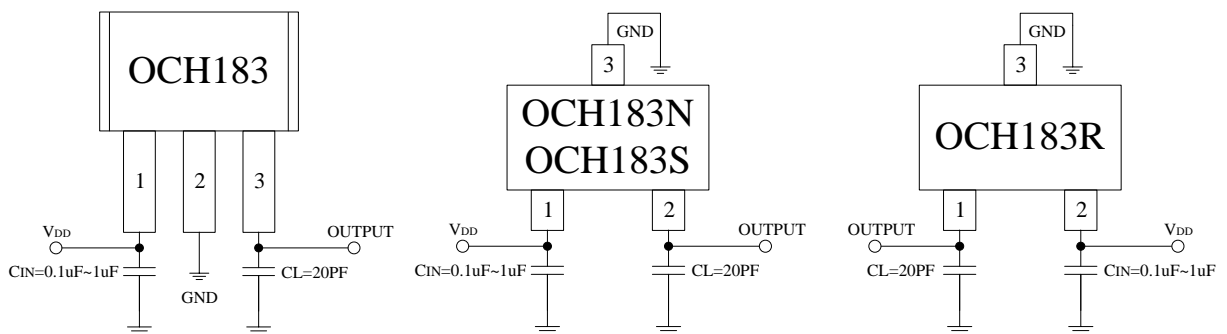 OCH183
1
2
3
VDD
OUTPUT
CIN=0.1uF~1uF
GND
CL=20PF
GND
3
OCH183N
OCH183S
1
2
VDD
OUTPUT
CIN=0.1uF~1uF
CL=20PF
GND
3
OCH183R
1
2
OUTPUT
VDD
CL=20PF
CIN=0.1uF~1uF